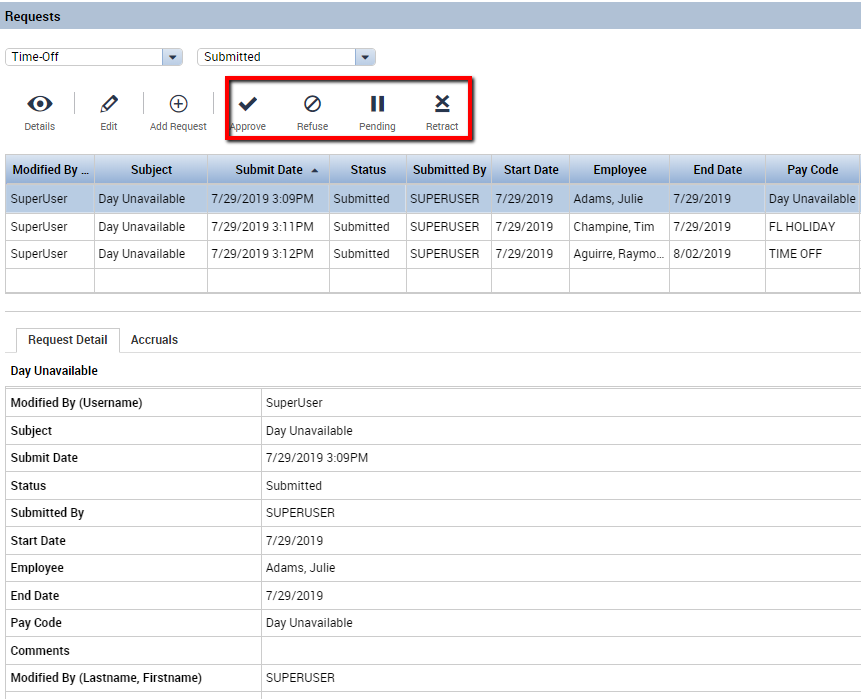 Requests
Time-Off Submitted
Details Edit Add Request Approve Refuse Pending Retract
Modified By ... Subject Submit Date Status Submitted By Start Date Employee End Date Pay Code
SuperUser Day Unavailable 7/29/2019 3:09PM Submitted SUPERUSER 7/29/2019 Adams, Julie 7/29/2019 Day Unavailable
SuperUser Day Unavailable 7/29/2019 3:11PM Submitted SUPERUSER 7/29/2019 Champine, Tim 7/29/2019 FL HOLIDAY
SuperUser Day Unavailable 7/29/2019 3:12PM Submitted SUPERUSER 7/29/2019 Aguirre, Raymo... 8/02/2019 TIME OFF
Request Detail Accruals
Day Unavailable
Modified By (Username) SuperUser
Subject Day Unavailable
Submit Date 7/29/2019 3:09PM
Status Submitted
Submitted By SUPERUSER
Start Date 7/29/2019
Employee Adams, Julie
End Date 7/29/2019
Pay Code Day Unavailable
Comments
Modified By (Lastname, Firstname) SUPERUSER